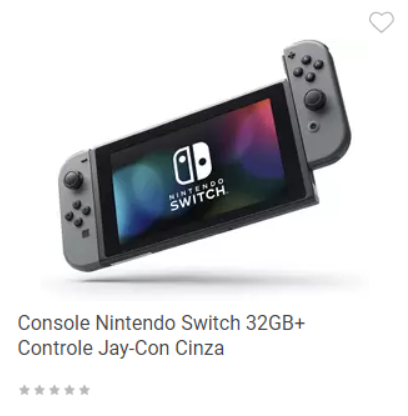 NINTENDO
SWITCH
Console Nintendo Switch 32GB+
Controle Jay-Con Cinza